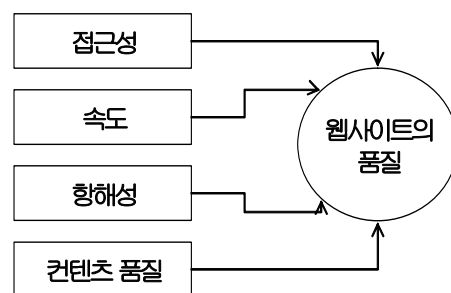 접근성
속도
항해성
컨텐츠 품질
웹사이트의
품질